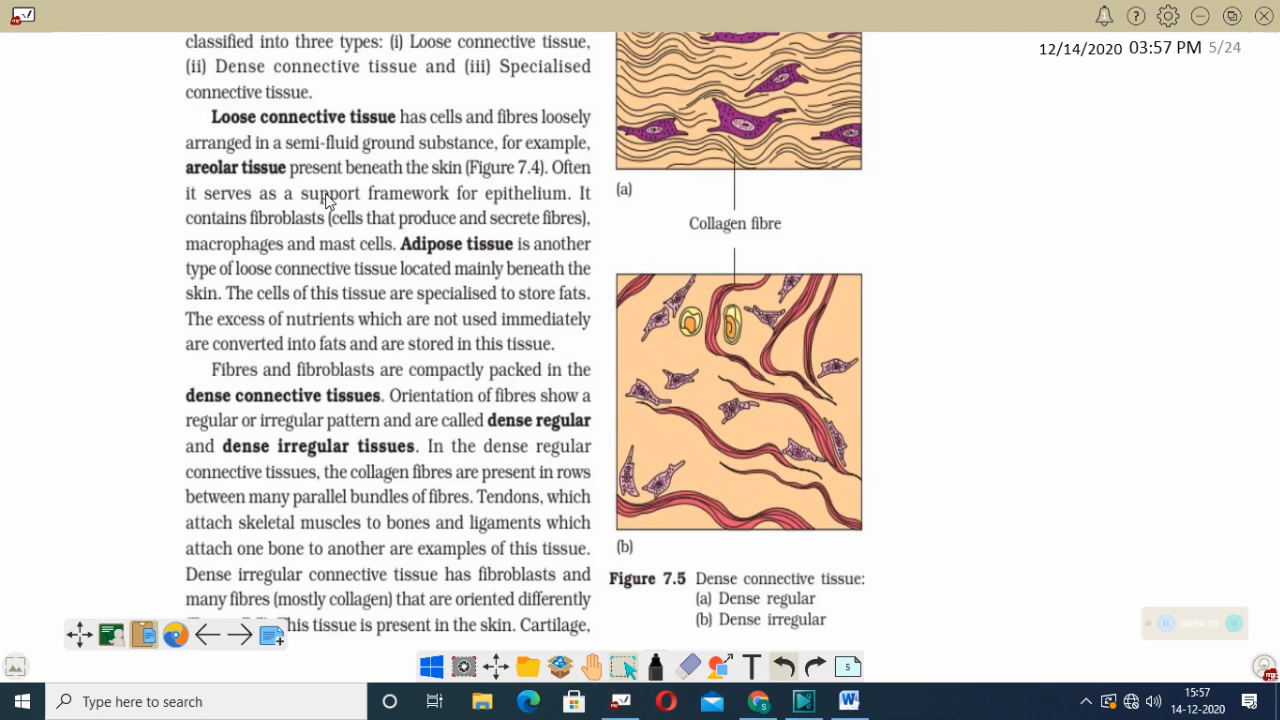 12/14/2020 03:57 PM 5/24
classified into three types: (i) Loose connective tissue,
(ii) Dense connective tissue and (iii) Specialised
connective tissue.
Loose connective tissue has cells and fibres loosely
arranged in a semi-fluid ground substance, for example,
areolar tissue present beneath the skin (Figure 7.4). Often
it serves as a support framework for epithelium. It
contains fibroblasts (cells that produce and secrete fibres),
macrophages and mast cells. Adipose tissue is another
type of loose connective tissue located mainly beneath the
skin. The cells of this tissue are specialised to store fats.
The excess of nutrients which are not used immediately
are converted into fats and are stored in this tissue.
Fibres and fibroblasts are compactly packed in the
dense connective tissues. Orientation of fibres show a
regular or irregular pattern and are called dense regular
and dense irregular tissues. In the dense regular
connective tissues, the collagen fibres are present in rows
between many parallel bundles of fibres. Tendons, which
attach skeletal muscles to bones and ligaments which
attach one bone to another are examples of this tissue.
Dense irregular connective tissue has fibroblasts and
many fibres (mostly collagen) that are oriented differently
This tissue is present in the skin. Cartilage,
(a)
Collagen fibre
(b)
Figure 7.5 Dense connective tissue:
(a) Dense regular
(b) Dense irregular
5
Type here to search
15:57
14-12-2020